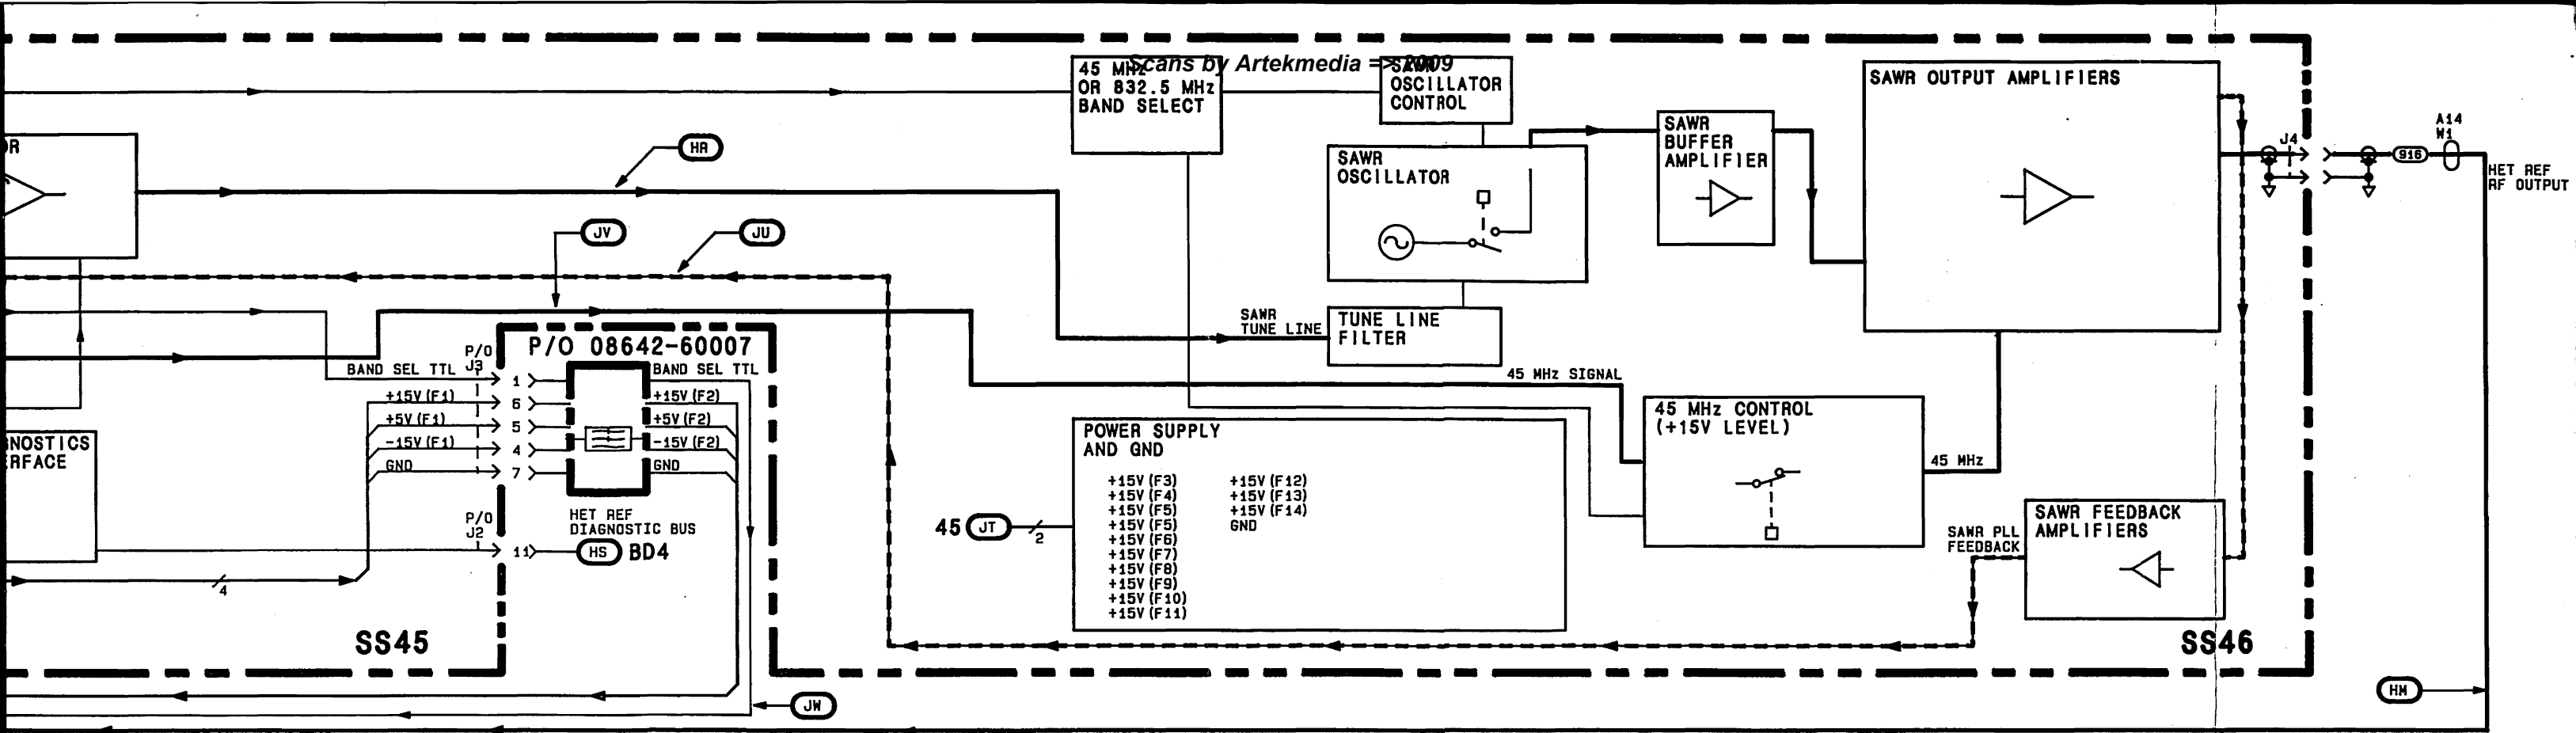 Scans by Artekmedia => 2009
45 MHz
OR 832.5 MHz
BAND SELECT
SAWR
OSCILLATOR
CONTROL
SAWR OUTPUT AMPLIFIERS
SAWR
BUFFER
AMPLIFIER
SAWR
OSCILLATOR
A14
W1
J4
916
HET REF
RF OUTPUT
OR
HR
JV
JU
SAWR
TUNE LINE
TUNE LINE
FILTER
P/O 08642-60007
P/O
J3
BAND SEL TTL
1
BAND SEL TTL
+15V (F1)
6
+15V (F2)
+5V (F1)
5
+5V (F2)
-15V (F1)
4
-15V (F2)
GND
7
GND
45 MHz SIGNAL
45 MHz CONTROL
(+15V LEVEL)
45 MHz
NOSTICS
RFACE
POWER SUPPLY
AND GND
+15V (F3)
+15V (F4)
+15V (F5)
+15V (F5)
+15V (F6)
+15V (F7)
+15V (F8)
+15V (F9)
+15V (F10)
+15V (F11)
+15V (F12)
+15V (F13)
+15V (F14)
GND
45 JT
2
P/O
J2
11
HET REF
DIAGNOSTIC BUS
HS BD4
4
SAWR PLL
FEEDBACK
SAWR FEEDBACK
AMPLIFIERS
SS45
SS46
JW
HM